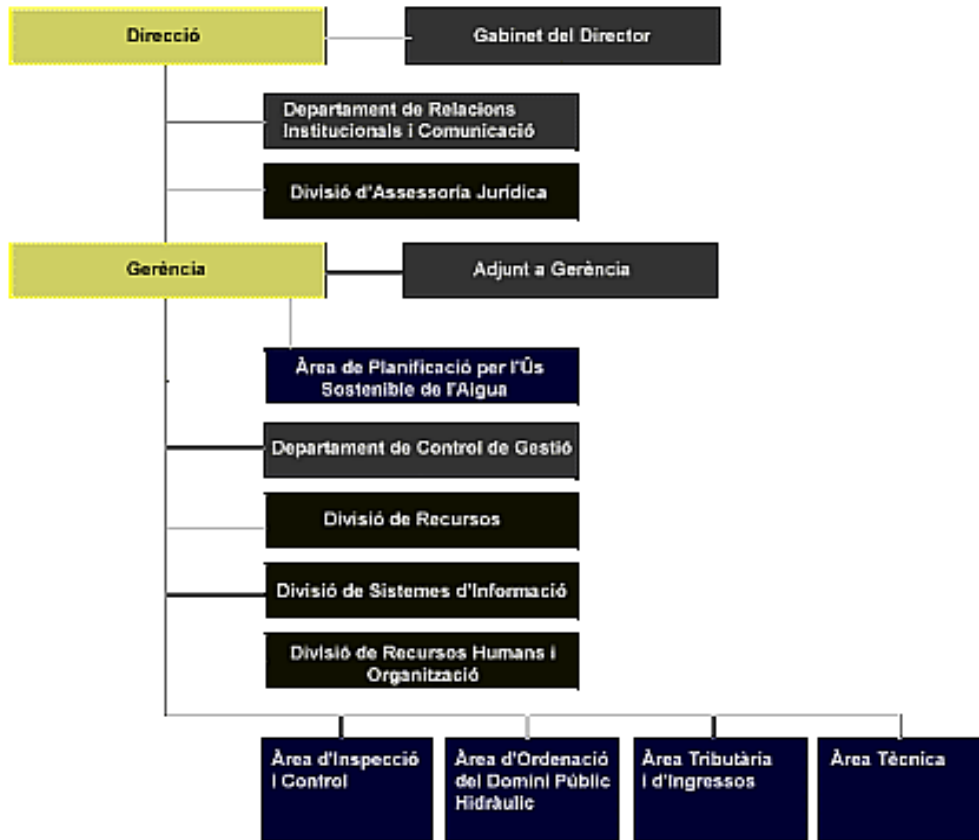 Direcció
Gabinet del Director
Departament de Relacions
Institucionals i Comunicació
Divisió d'Assessoria Jurídica
Gerència
Adjunt a Gerència
Àrea de Planificació per l'Ús
Sostenible de l'Aigua
Departament de Control de Gestió
Divisió de Recursos
Divisió de Sistemes d'Informació
Divisió de Recursos Humans i
Organització
Àrea d'Inspecció
i Control
Àrea d'Ordenació
del Domini Públic
Hidràulic
Àrea Tributària
i d'Ingressos
Àrea Tècnica